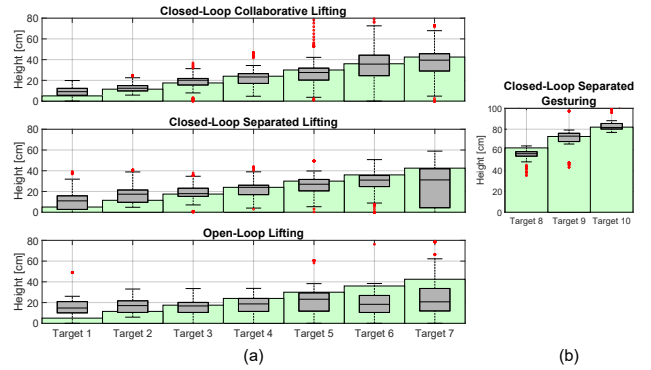 Closed-Loop Collaborative Lifting
Height [cm]
80
60
40
20
0
Closed-Loop Separated Lifting
Height [cm]
80
60
40
20
0
Open-Loop Lifting
Height [cm]
80
60
40
20
0
Target 1 Target 2 Target 3 Target 4 Target 5 Target 6 Target 7
(a)
Closed-Loop Separated
Gesturing
Height [cm]
100
80
60
40
20
0
Target 8 Target 9 Target 10
(b)